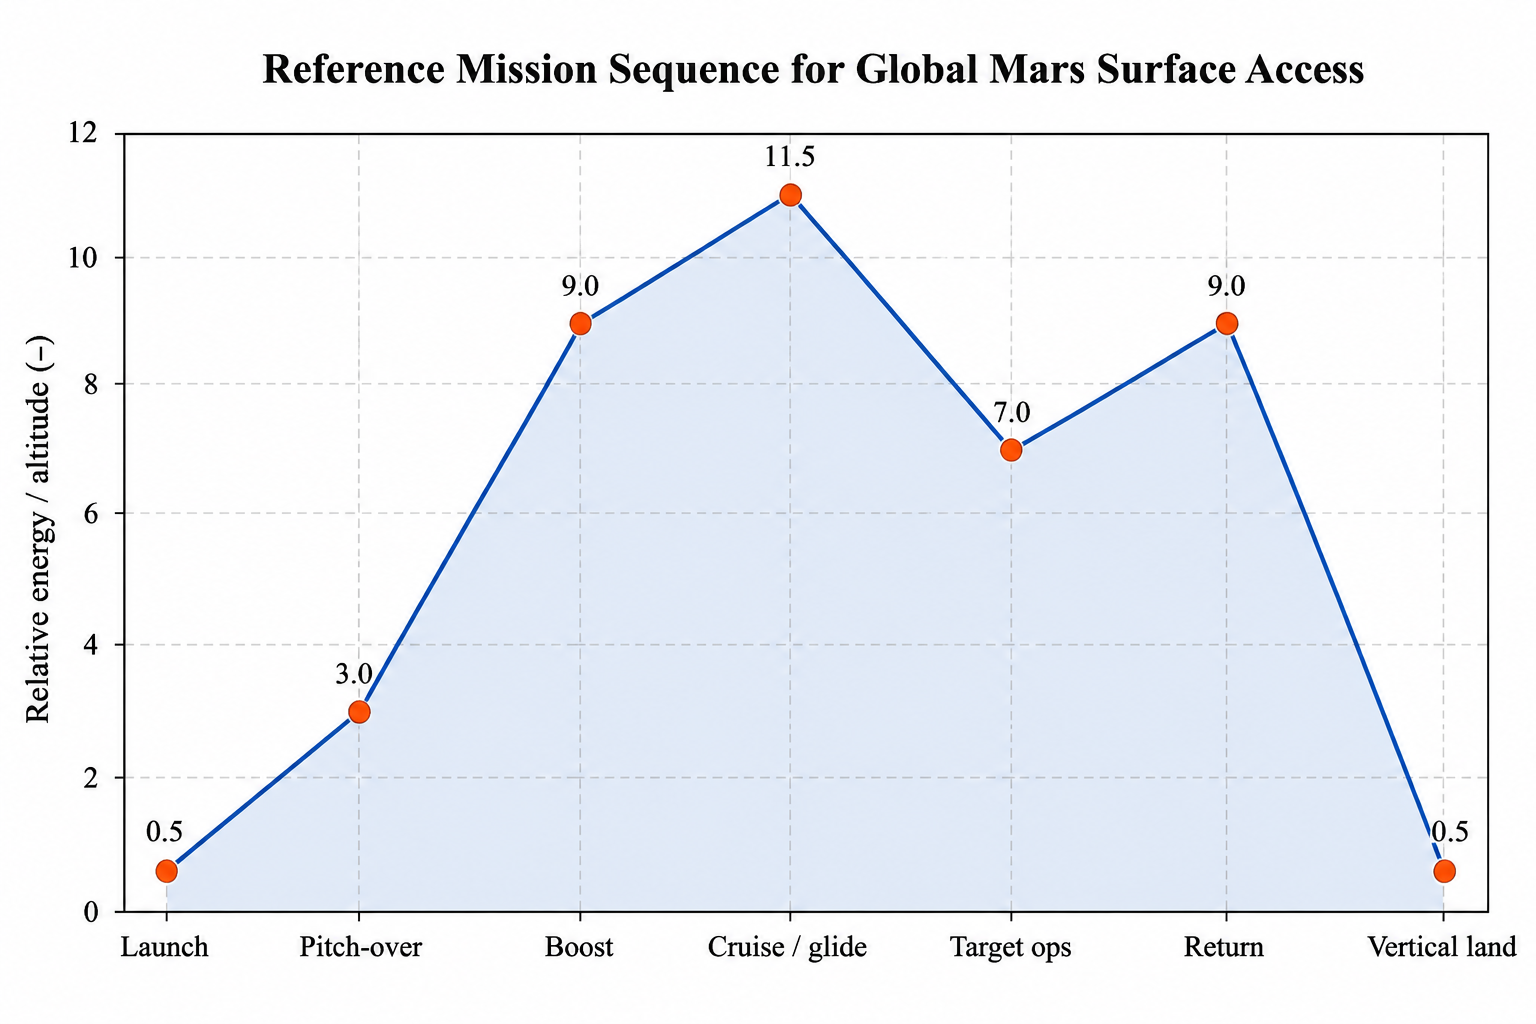 Reference Mission Sequence for Global Mars Surface Access
Relative energy / altitude (–)
12
10
8
6
4
2
0
0.5
3.0
9.0
11.5
7.0
9.0
0.5
Launch
Pitch-over
Boost
Cruise / glide
Target ops
Return
Vertical land